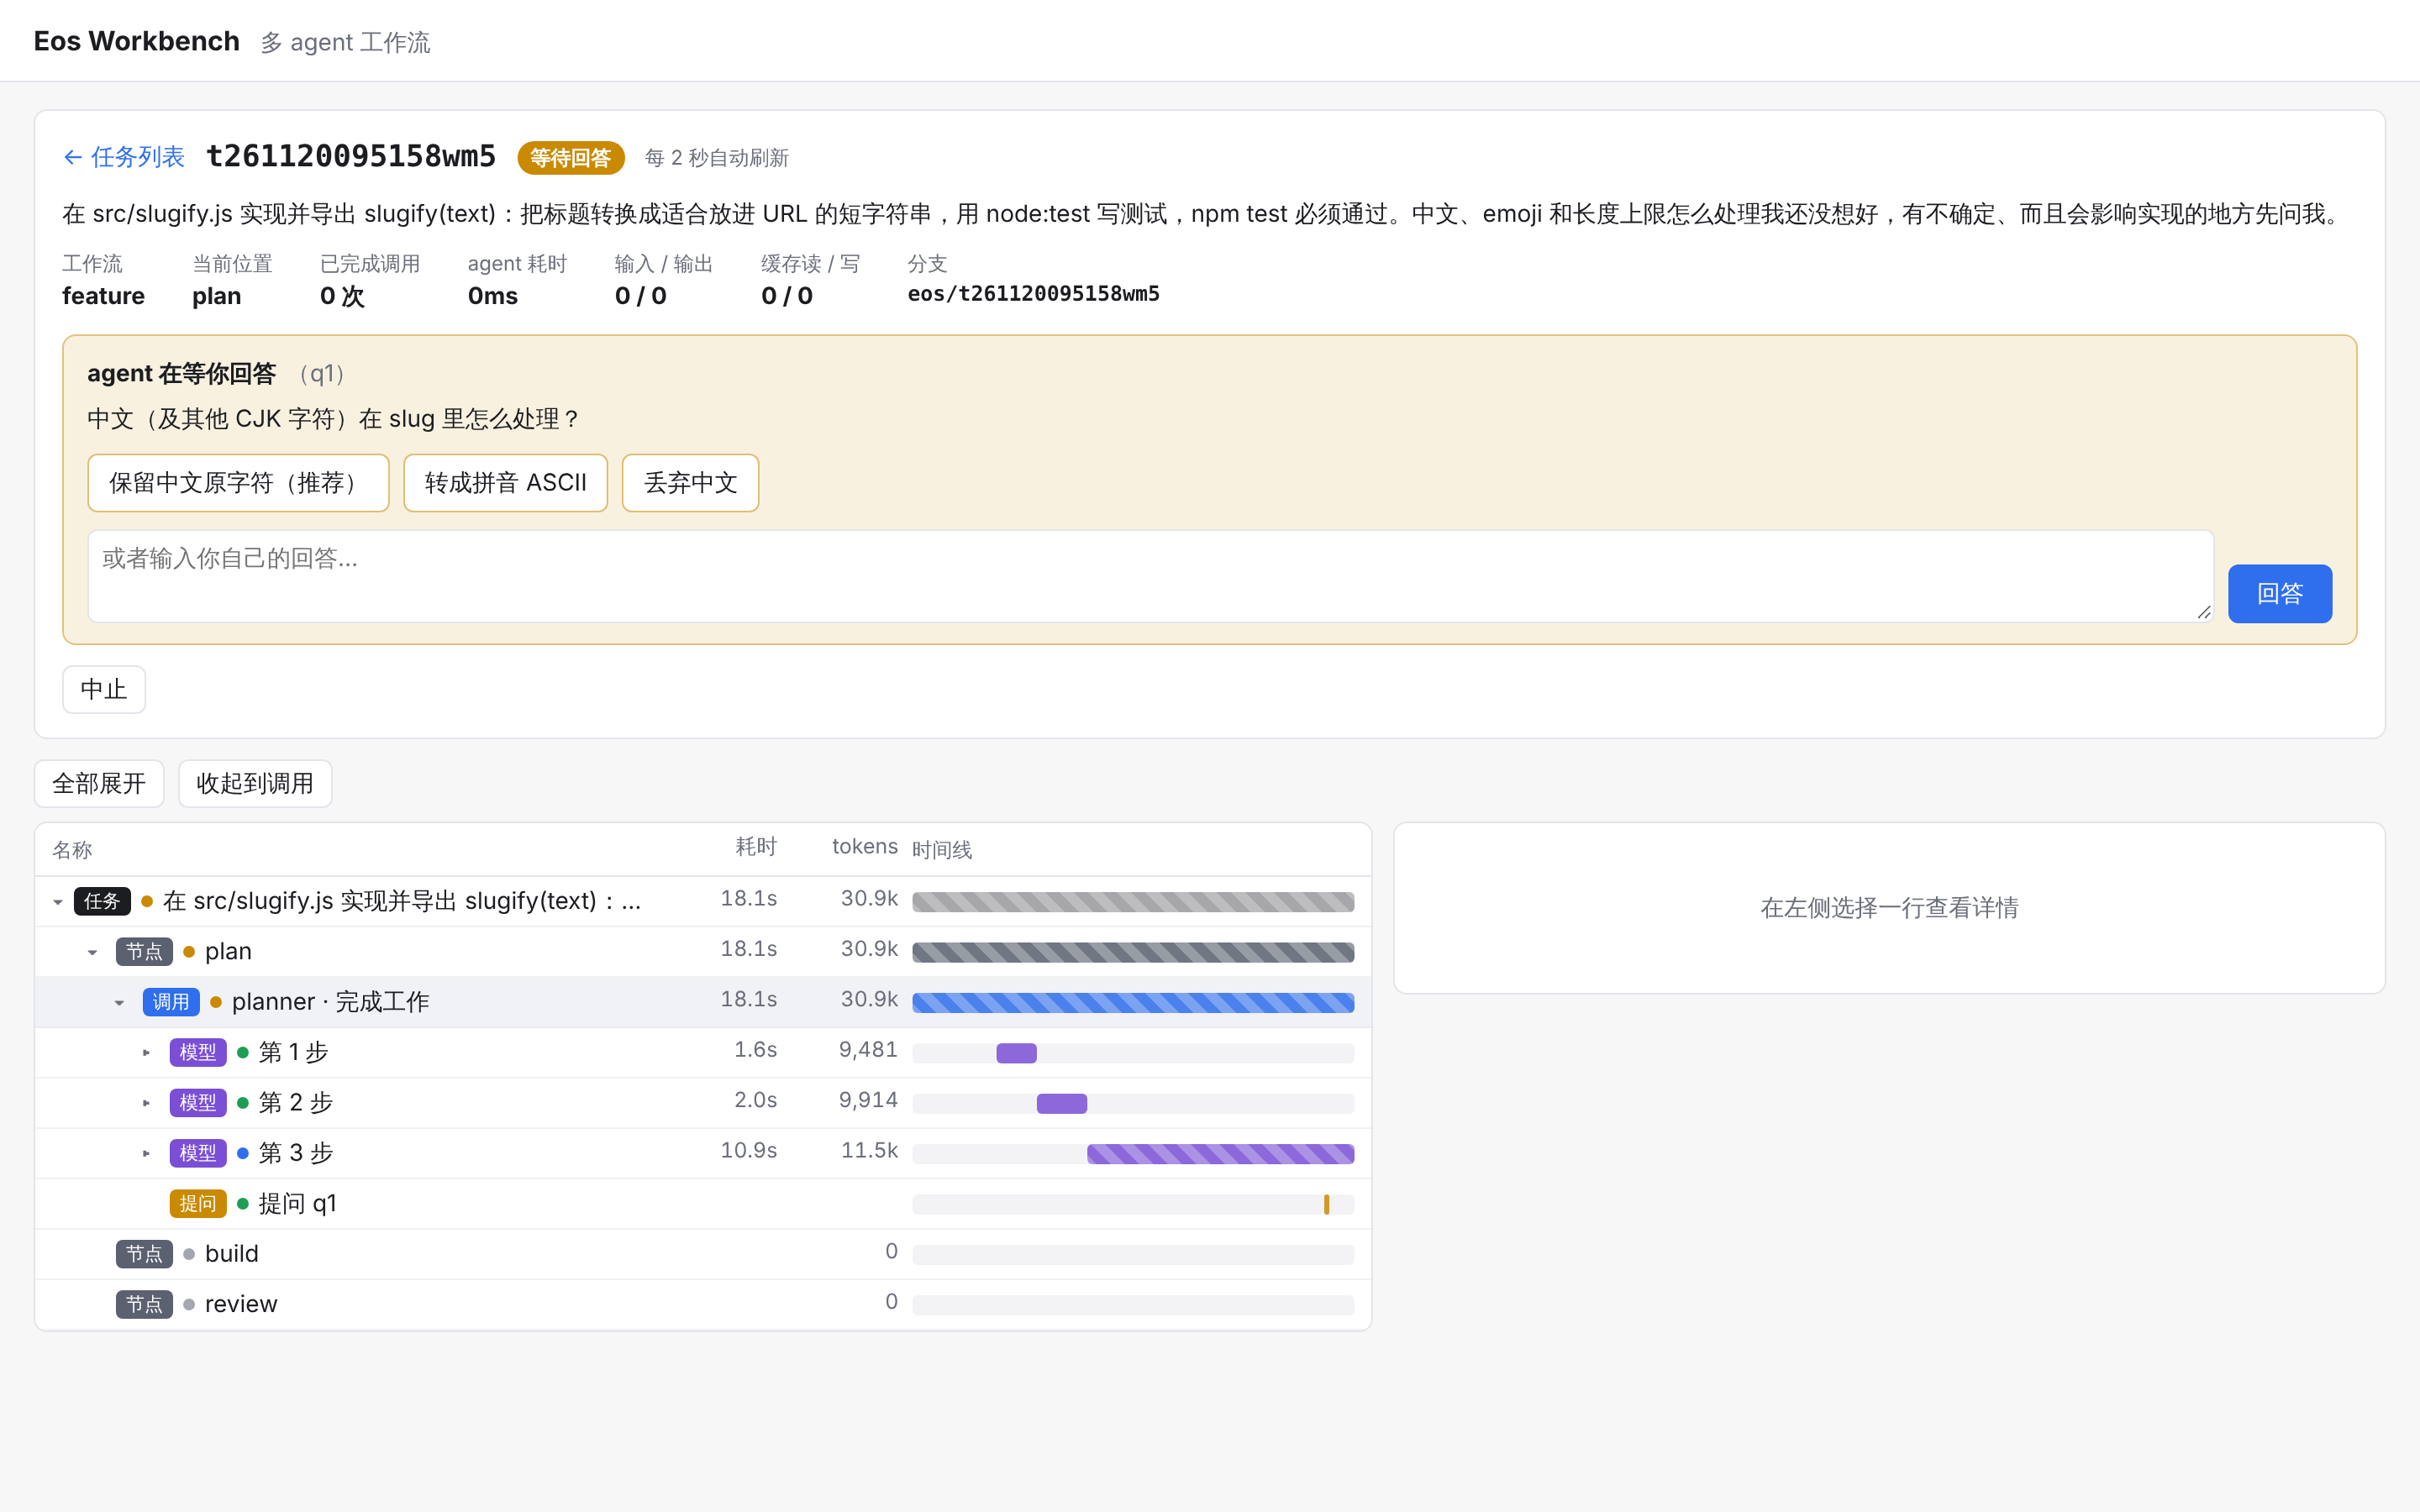 Eos Workbench 多 agent 工作流
← 任务列表 t261120095158wm5 等待回答 每 2 秒自动刷新
在 src/slugify.js 实现并导出 slugify(text)：把标题转换成适合放进 URL 的短字符串，用 node:test 写测试，npm test 必须通过。中文、emoji 和长度上限怎么处理我还没想好，有不确定、而且会影响实现的地方先问我。
工作流 当前位置 已完成调用 agent 耗时 输入 / 输出 缓存读 / 写 分支
feature plan 0 次 0ms 0 / 0 0 / 0 eos/t261120095158wm5
agent 在等你回答 （q1）
中文（及其他 CJK 字符）在 slug 里怎么处理？
保留中文原字符（推荐） 转成拼音 ASCII 丢弃中文
或者输入你自己的回答…
回答
中止
全部展开 收起到调用
名称 耗时 tokens 时间线
任务 在 src/slugify.js 实现并导出 slugify(text)：… 18.1s 30.9k
节点 plan 18.1s 30.9k
调用 planner · 完成工作 18.1s 30.9k
模型 第 1 步 1.6s 9,481
模型 第 2 步 2.0s 9,914
模型 第 3 步 10.9s 11.5k
提问 提问 q1
节点 build 0
节点 review 0
在左侧选择一行查看详情